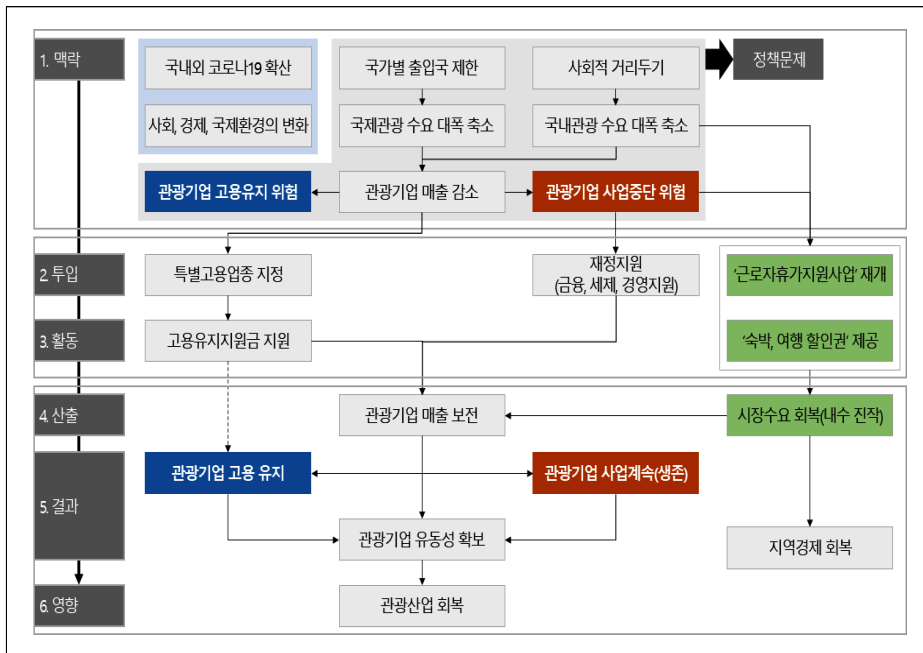 1. 맥락
국내외 코로나19 확산
국가별 출입국 제한
사회적 거리두기
정책문제
사회, 경제, 국제환경의 변화
국제관광 수요 대폭 축소
국내관광 수요 대폭 축소
관광기업 고용유지 위험
관광기업 매출 감소
관광기업 사업중단 위험
2. 투입
특별고용업종 지정
재정지원
(금융, 세제, 경영지원)
‘근로자휴가지원사업’ 재개
3. 활동
고용유지지원금 지원
‘숙박, 여행 할인권’ 제공
4. 산출
관광기업 매출 보전
시장수요 회복(내수 진작)
관광기업 고용 유지
관광기업 사업계속(생존)
5. 결과
관광기업 유동성 확보
지역경제 회복
6. 영향
관광산업 회복